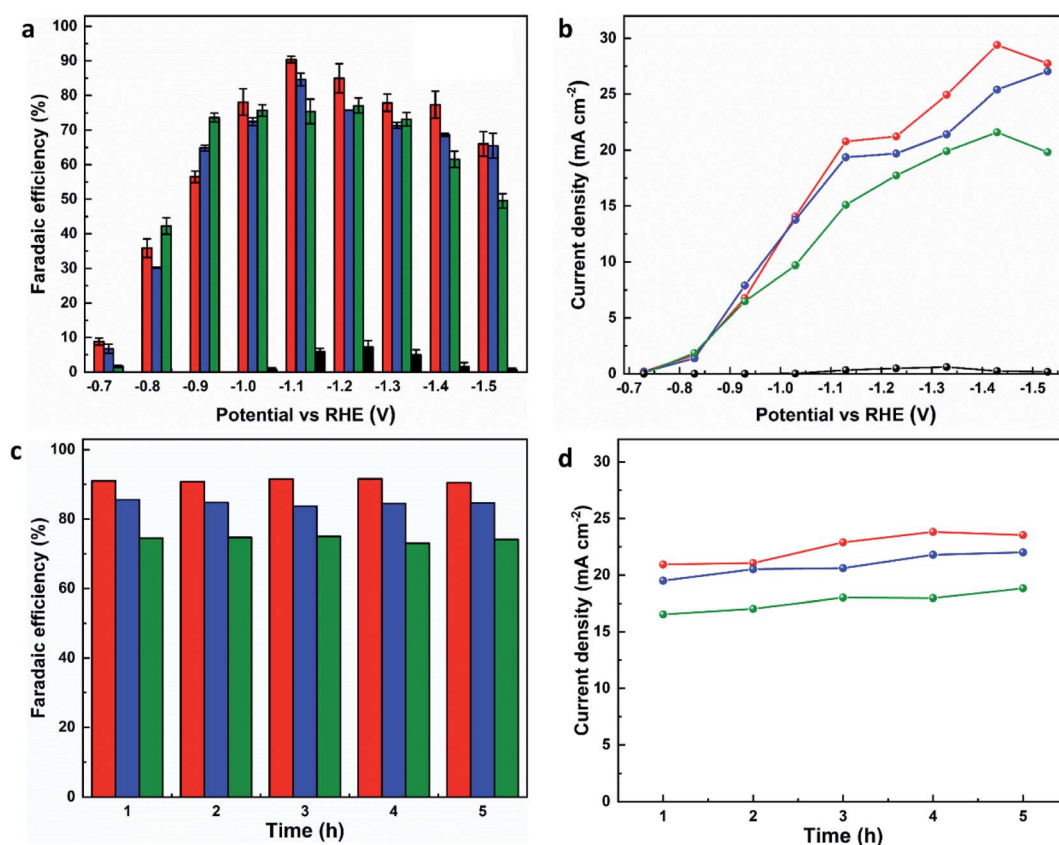 a
Faradaic efficiency (%)
100
90
80
70
60
50
40
30
20
10
0
-0.7 -0.8 -0.9 -1.0 -1.1 -1.2 -1.3 -1.4 -1.5
Potential vs RHE (V)
b
Current density (mA cm⁻²)
30
25
20
15
10
5
0
-0.7 -0.8 -0.9 -1.0 -1.1 -1.2 -1.3 -1.4 -1.5
Potential vs RHE (V)
c
Faradaic efficiency (%)
100
80
60
40
20
0
1 2 3 4 5
Time (h)
d
Current density (mA cm⁻²)
30
25
20
15
10
5
0
1 2 3 4 5
Time (h)